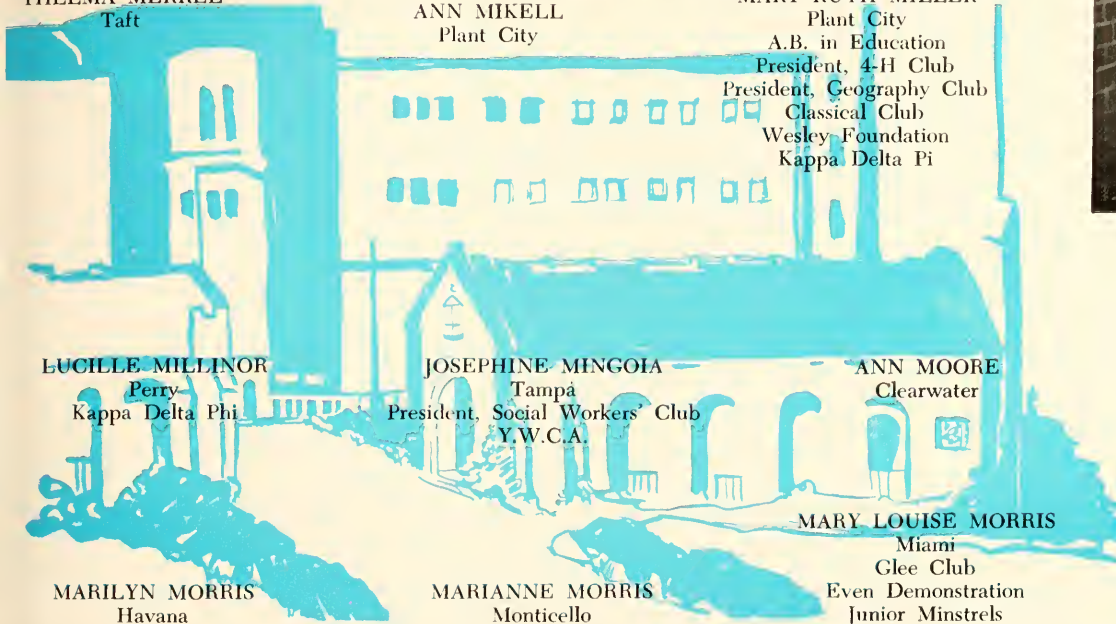 Taft
ANN MIKELL
Plant City
Plant City
A.B. in Education
President, 4-H Club
President, Geography Club
Classical Club
Wesley Foundation
Kappa Delta Pi
LUCILLE MILLINOR
Perry
Kappa Delta Phi
JOSEPHINE MINGOIA
Tampa
President, Social Workers' Club
Y.W.C.A.
ANN MOORE
Clearwater
MARILYN MORRIS
Havana
MARIANNE MORRIS
Monticello
MARY LOUISE MORRIS
Miami
Glee Club
Even Demonstration
Junior Minstrels